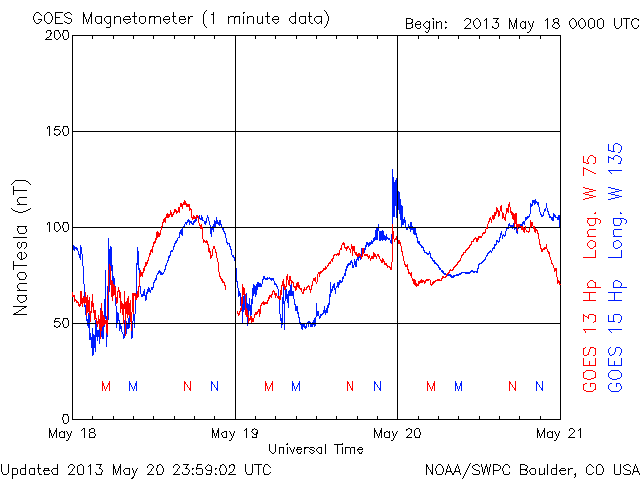 GOES Magnetometer (1 minute data)
Begin: 2013 May 18 0000 UTC
200
150
100
50
0
NanoTesla (nT)
M M N N M M N N M M N N
May 18 May 19 May 20 May 21
Universal Time
GOES 13 Hp Long. W 75
GOES 15 Hp Long. W 135
Updated 2013 May 20 23:59:02 UTC
NOAA/SWPC Boulder, CO USA